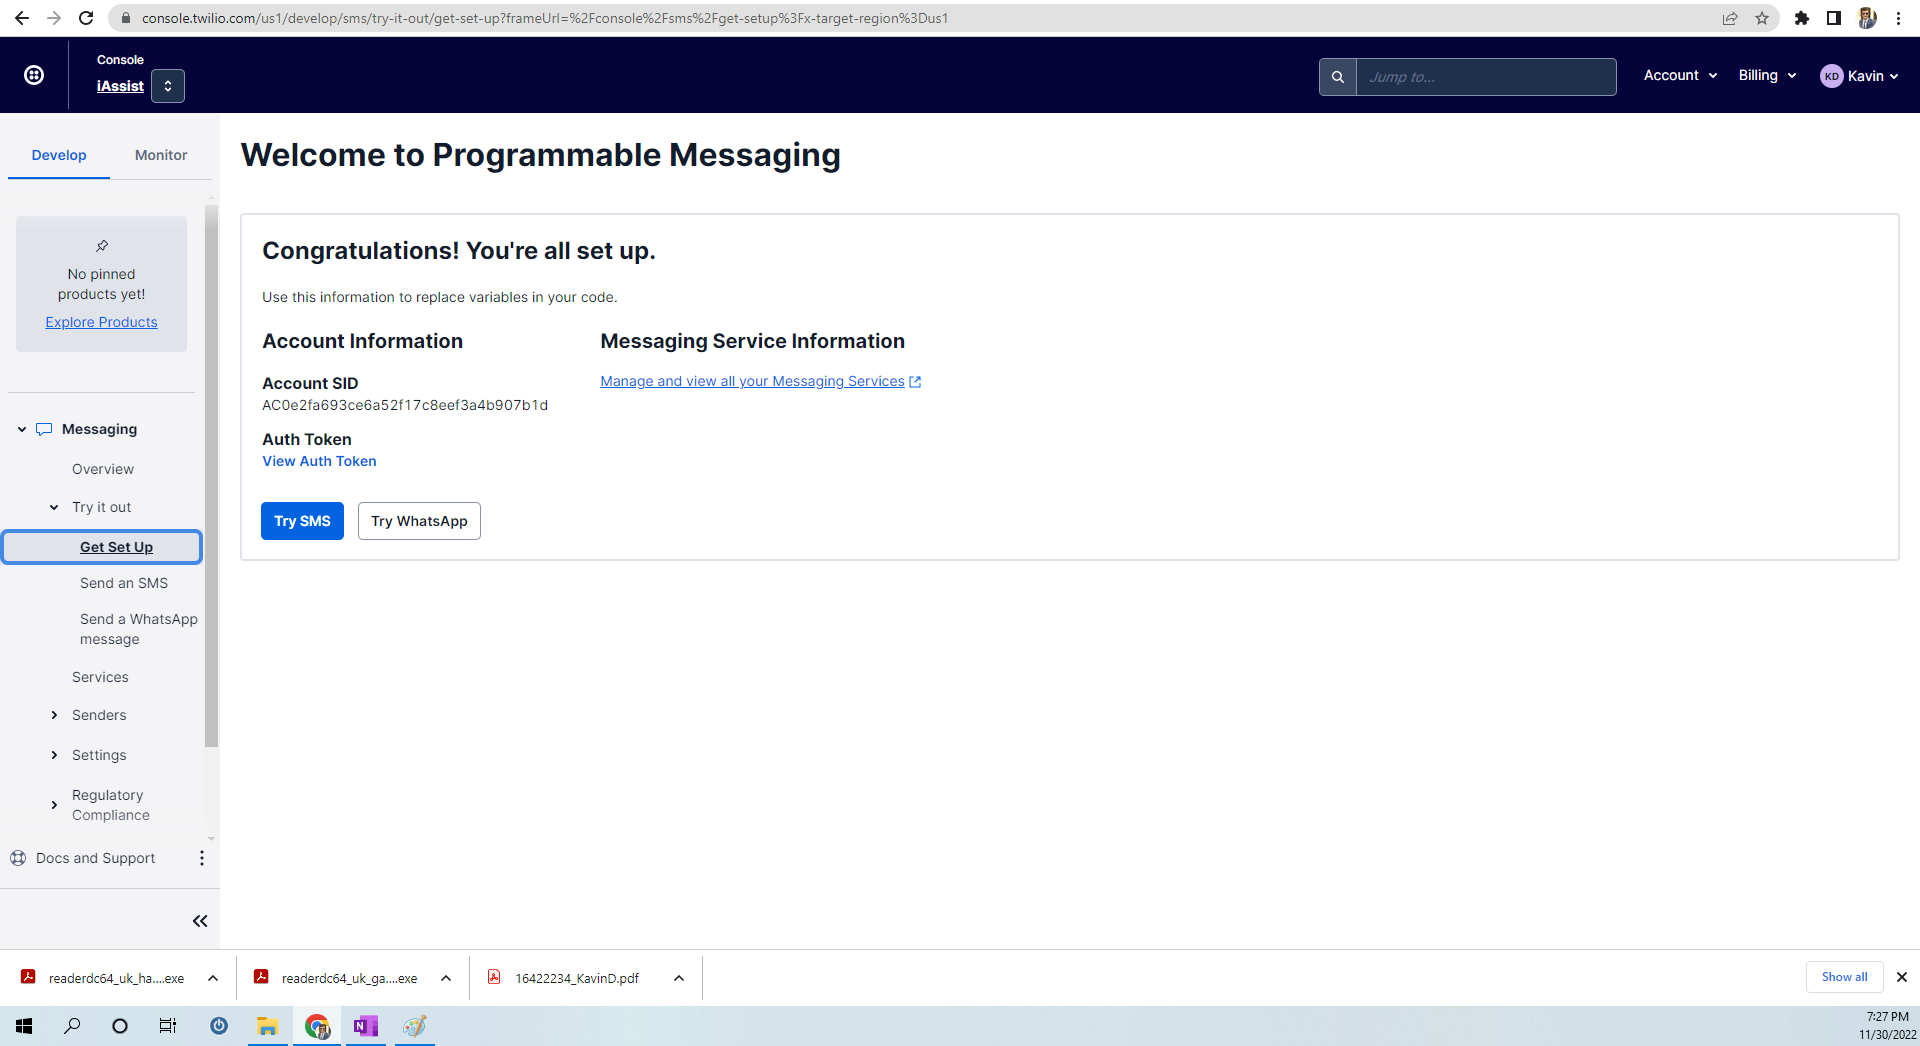 console.twilio.com/us1/develop/sms/try-it-out/get-set-up?frameUrl=%2Fconsole%2Fsms%2Fget-setup%3Fx-target-region%3Dus1
Console
iAssist
Jump to...
Account
Billing
KD
Kavin
Develop
Monitor
No pinned
products yet!
Explore Products
Messaging
Overview
Try it out
Get Set Up
Send an SMS
Send a WhatsApp
message
Services
Senders
Settings
Regulatory
Compliance
Docs and Support
Welcome to Programmable Messaging
Congratulations! You're all set up.
Use this information to replace variables in your code.
Account Information
Account SID
AC0e2fa693ce6a52f17c8eef3a4b907b1d
Auth Token
View Auth Token
Messaging Service Information
Manage and view all your Messaging Services
Try SMS
Try WhatsApp
readerdc64_uk_ha....exe
readerdc64_uk_ga....exe
16422234_KavinD.pdf
Show all
N
7:27 PM
11/30/2022